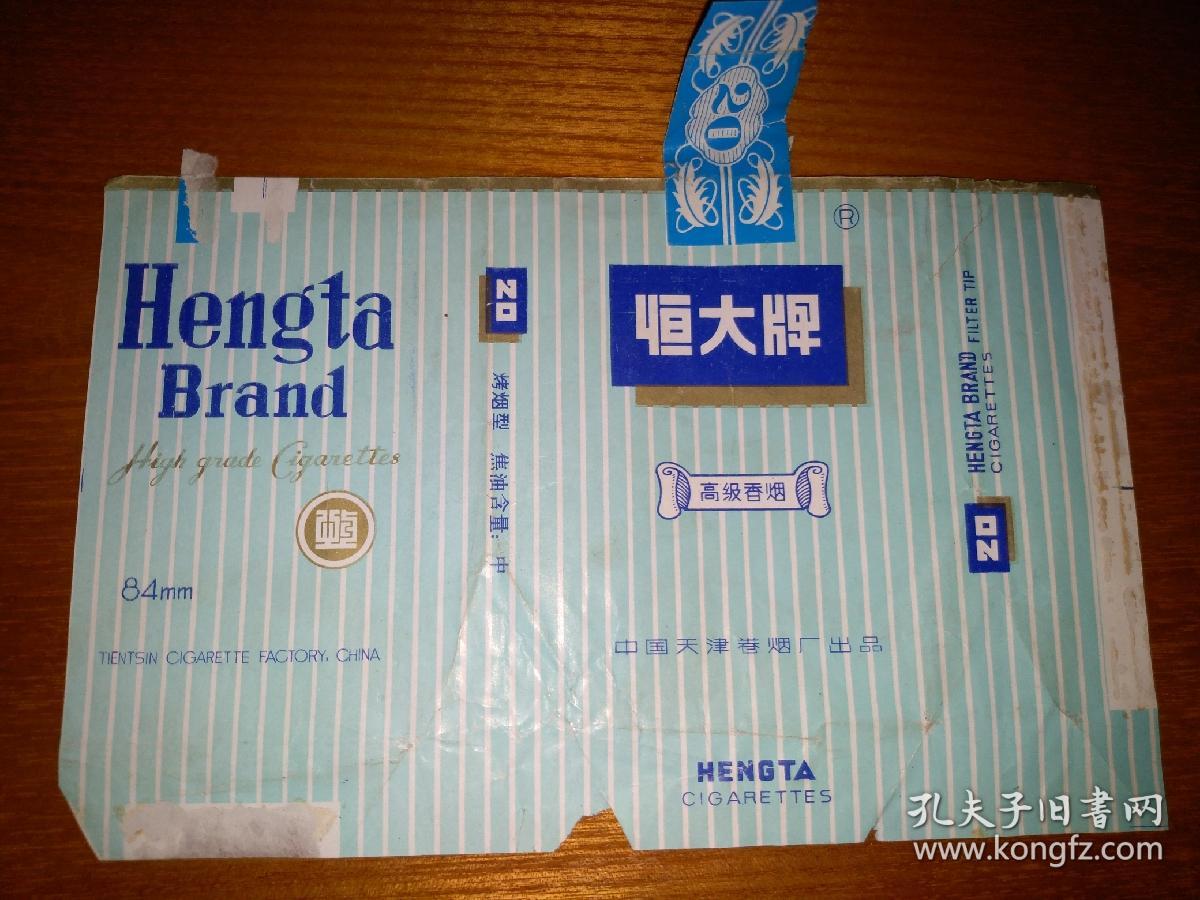 20
®
Hengta
Brand
High grade Cigarettes
84mm
TIENTSIN CIGARETTE FACTORY, CHINA
20
烤烟型 焦油含量：中
恒大牌
高级香烟
中国天津卷烟厂出品
HENGTA
CIGARETTES
HENGTA BRAND FILTER TIP
CIGARETTES
20
孔夫子旧書网
www.kongfz.com